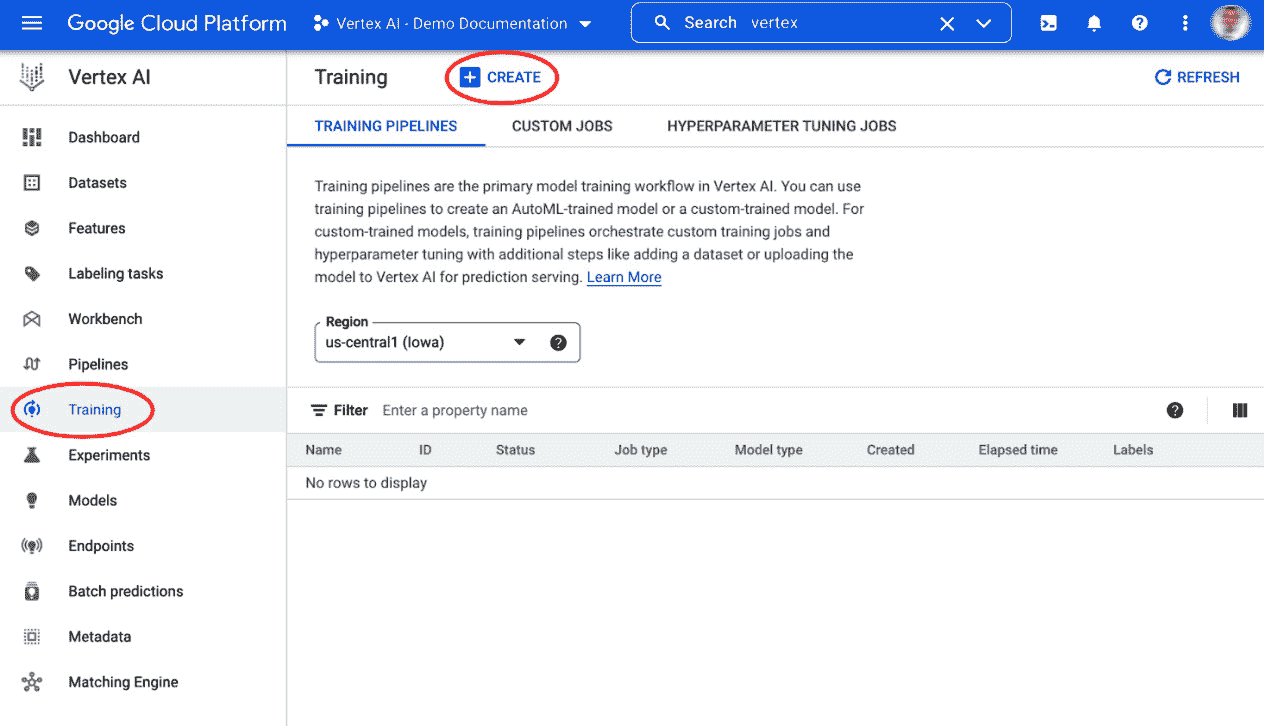 Google Cloud Platform
Vertex AI - Demo Documentation
Search vertex
Vertex AI
Training
CREATE
REFRESH
Dashboard
Datasets
Features
Labeling tasks
Workbench
Pipelines
Training
Experiments
Models
Endpoints
Batch predictions
Metadata
Matching Engine
TRAINING PIPELINES CUSTOM JOBS HYPERPARAMETER TUNING JOBS
Training pipelines are the primary model training workflow in Vertex AI. You can use
training pipelines to create an AutoML-trained model or a custom-trained model. For
custom-trained models, training pipelines orchestrate custom training jobs and
hyperparameter tuning with additional steps like adding a dataset or uploading the
model to Vertex AI for prediction serving. Learn More
Region
us-central1 (Iowa)
Filter Enter a property name
Name ID Status Job type Model type Created Elapsed time Labels
No rows to display